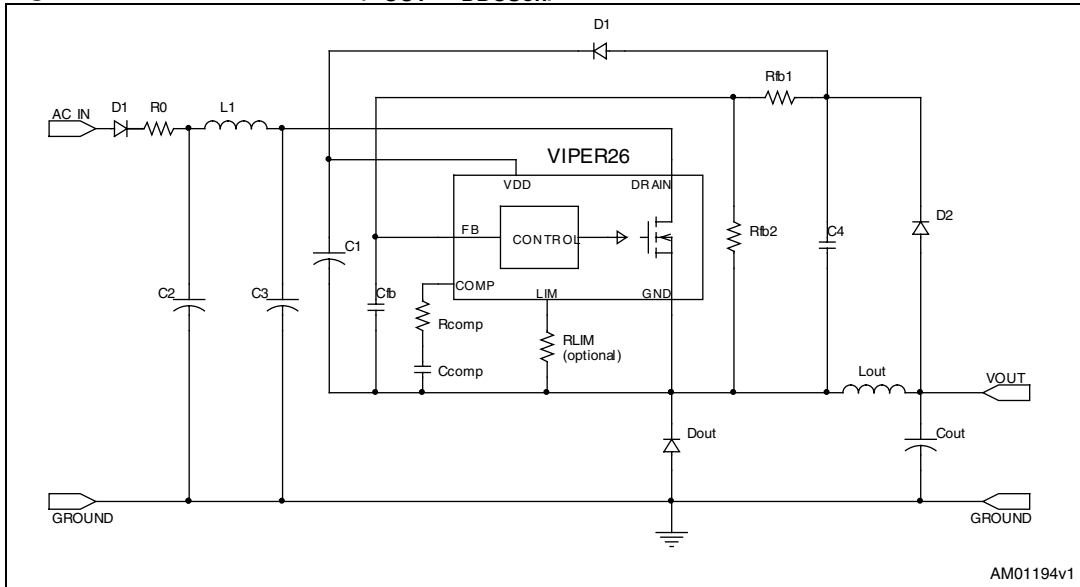 D1
Rfb1
AC IN
D1
R0
L1
VIPER26
VDD
DRAIN
D2
FB
CONTROL
Rfb2
C4
C1
COMP
LIM
GND
C2
C3
Cfb
Rcomp
RLIM
(optional)
Ccomp
Lout
VOUT
Dout
Cout
GROUND
GROUND
AM01194v1